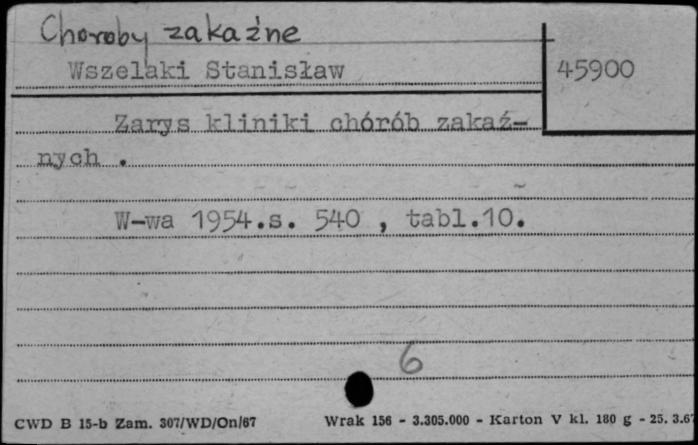 Choroby zakaźne
Wszelaki Stanisław
45900
Zarys kliniki chórób zakaź-
nych .
W-wa 1954.s. 540 , tabl.10.
6
CWD B 15-b Zam. 307/WD/On/67
Wrak 156 - 3.305.000 - Karton V kl. 180 g - 25. 3.67